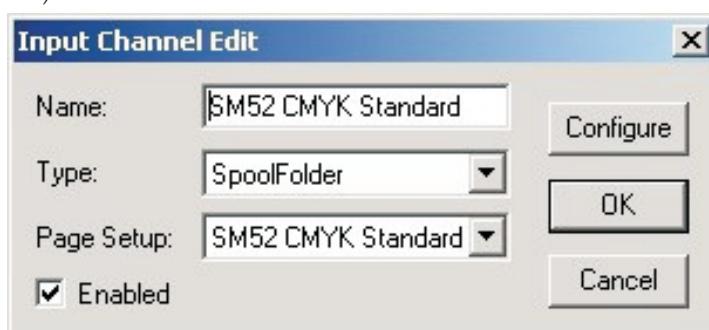 Input Channel Edit
Name: SM52 CMYK Standard
Configure
Type: SpoolFolder
OK
Page Setup: SM52 CMYK Standard
Enabled
Cancel